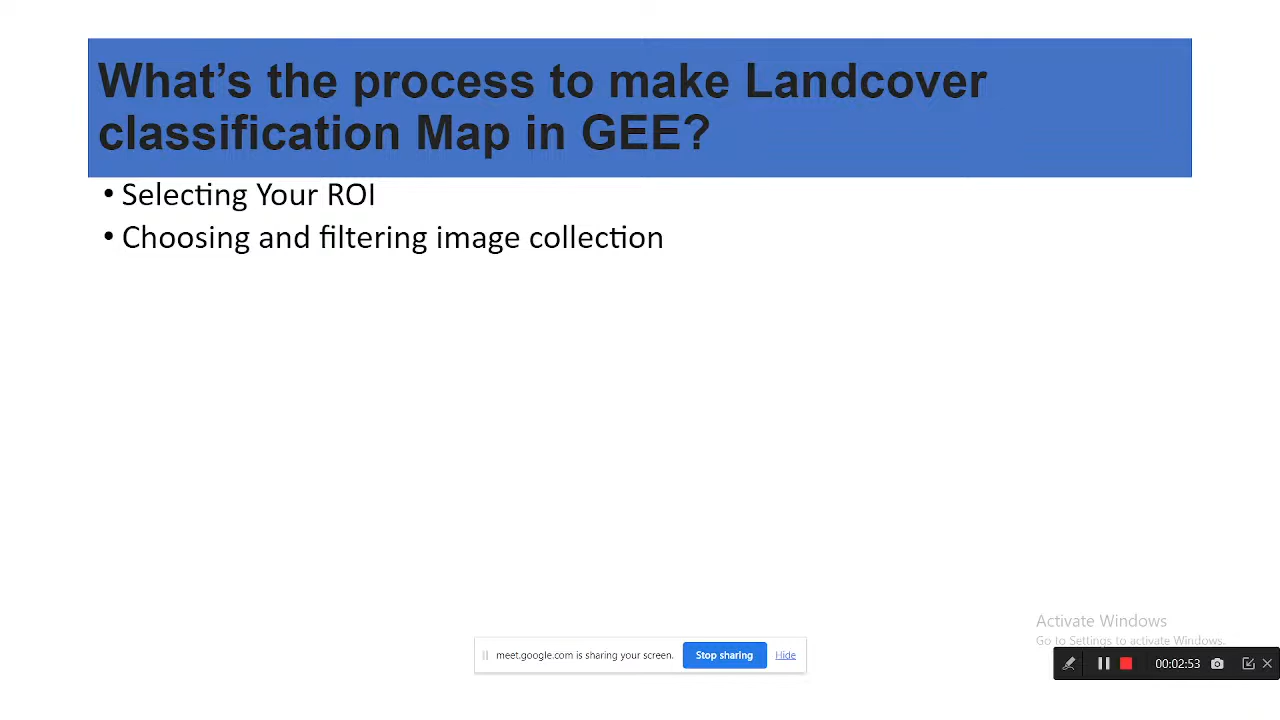 What’s the process to make Landcover
classification Map in GEE?
• Selecting Your ROI
• Choosing and filtering image collection
Activate Windows
Go to Settings to activate Windows.
meet.google.com is sharing your screen. Stop sharing Hide
00:02:53